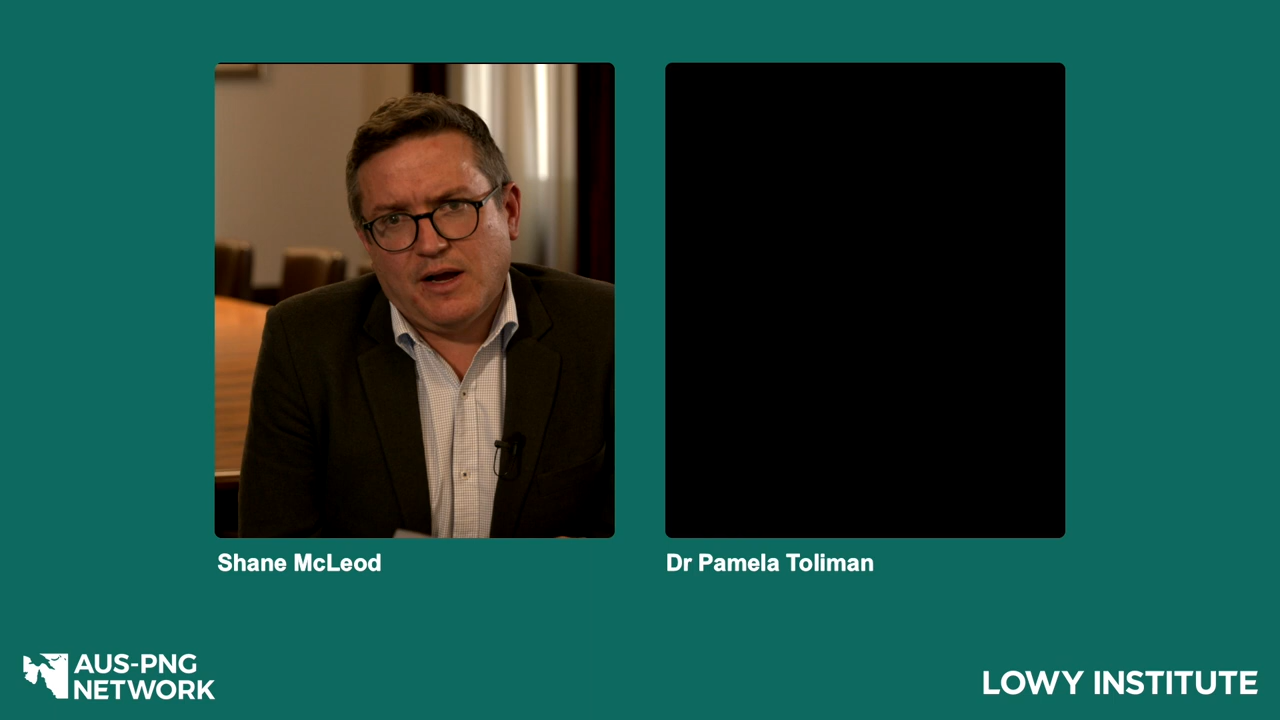 Shane McLeod
Dr Pamela Toliman
AUS-PNG
NETWORK
LOWY INSTITUTE